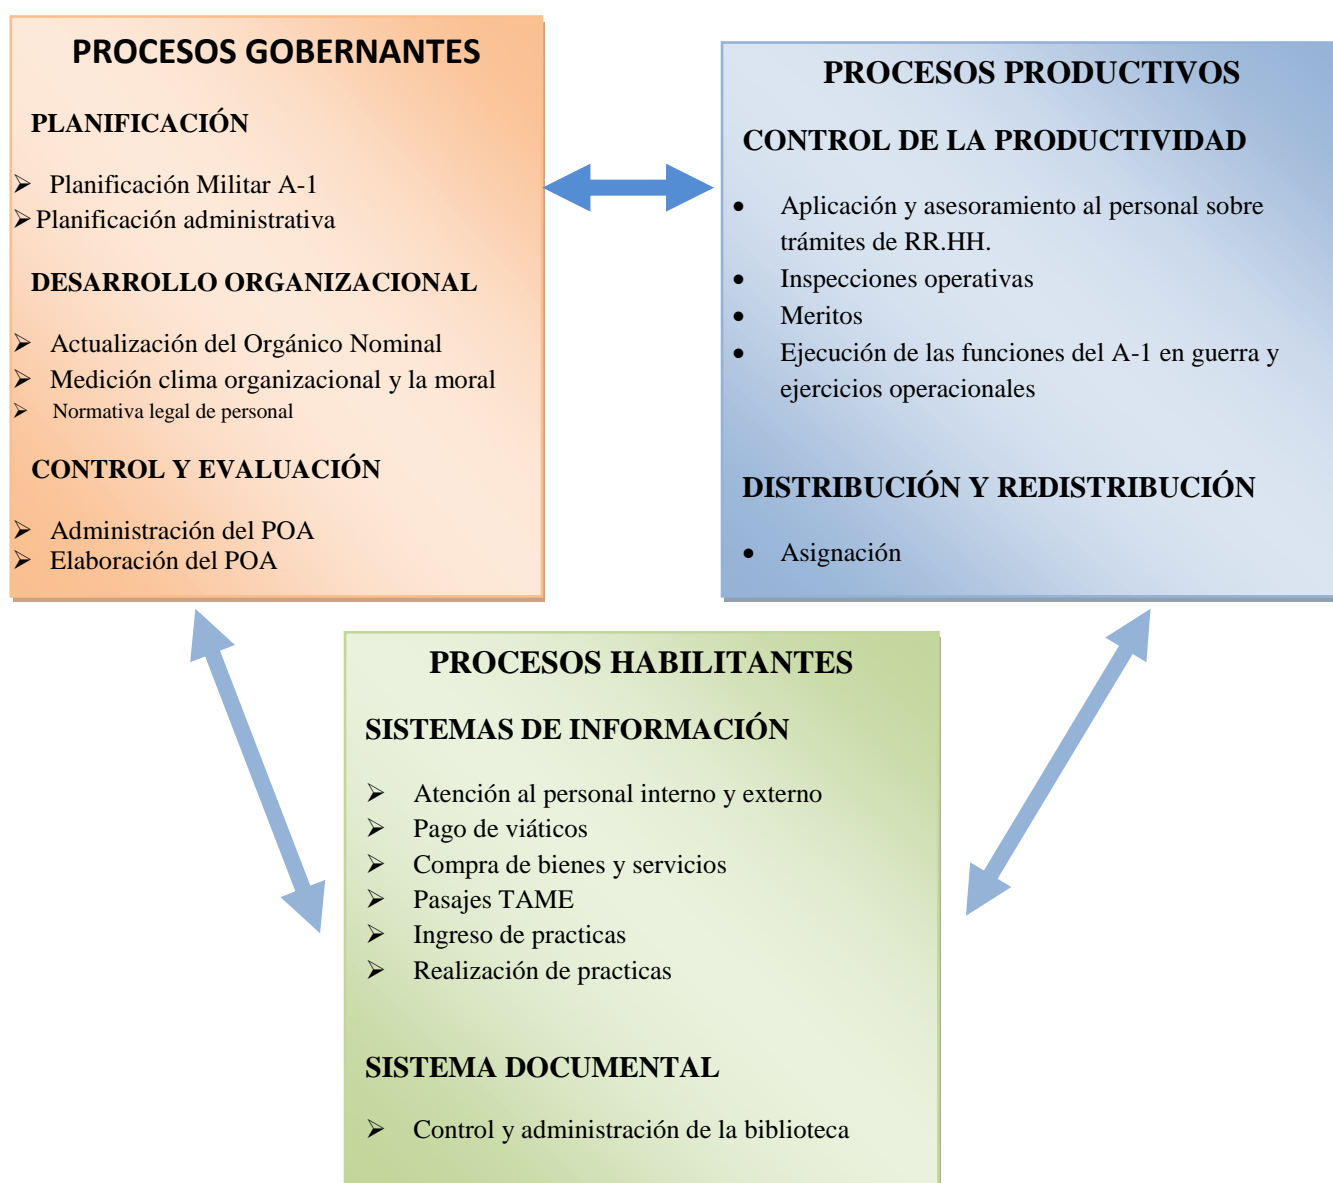 PROCESOS GOBERNANTES
PLANIFICACIÓN
➢ Planificación Militar A-1
➢ Planificación administrativa
DESARROLLO ORGANIZACIONAL
➢ Actualización del Orgánico Nominal
➢ Medición clima organizacional y la moral
➢ Normativa legal de personal
CONTROL Y EVALUACIÓN
➢ Administración del POA
➢ Elaboración del POA
PROCESOS PRODUCTIVOS
CONTROL DE LA PRODUCTIVIDAD
• Aplicación y asesoramiento al personal sobre
trámites de RR.HH.
• Inspecciones operativas
• Meritos
• Ejecución de las funciones del A-1 en guerra y
ejercicios operacionales
DISTRIBUCIÓN Y REDISTRIBUCIÓN
• Asignación
PROCESOS HABILITANTES
SISTEMAS DE INFORMACIÓN
➢ Atención al personal interno y externo
➢ Pago de viáticos
➢ Compra de bienes y servicios
➢ Pasajes TAME
➢ Ingreso de practicas
➢ Realización de practicas
SISTEMA DOCUMENTAL
➢ Control y administración de la biblioteca